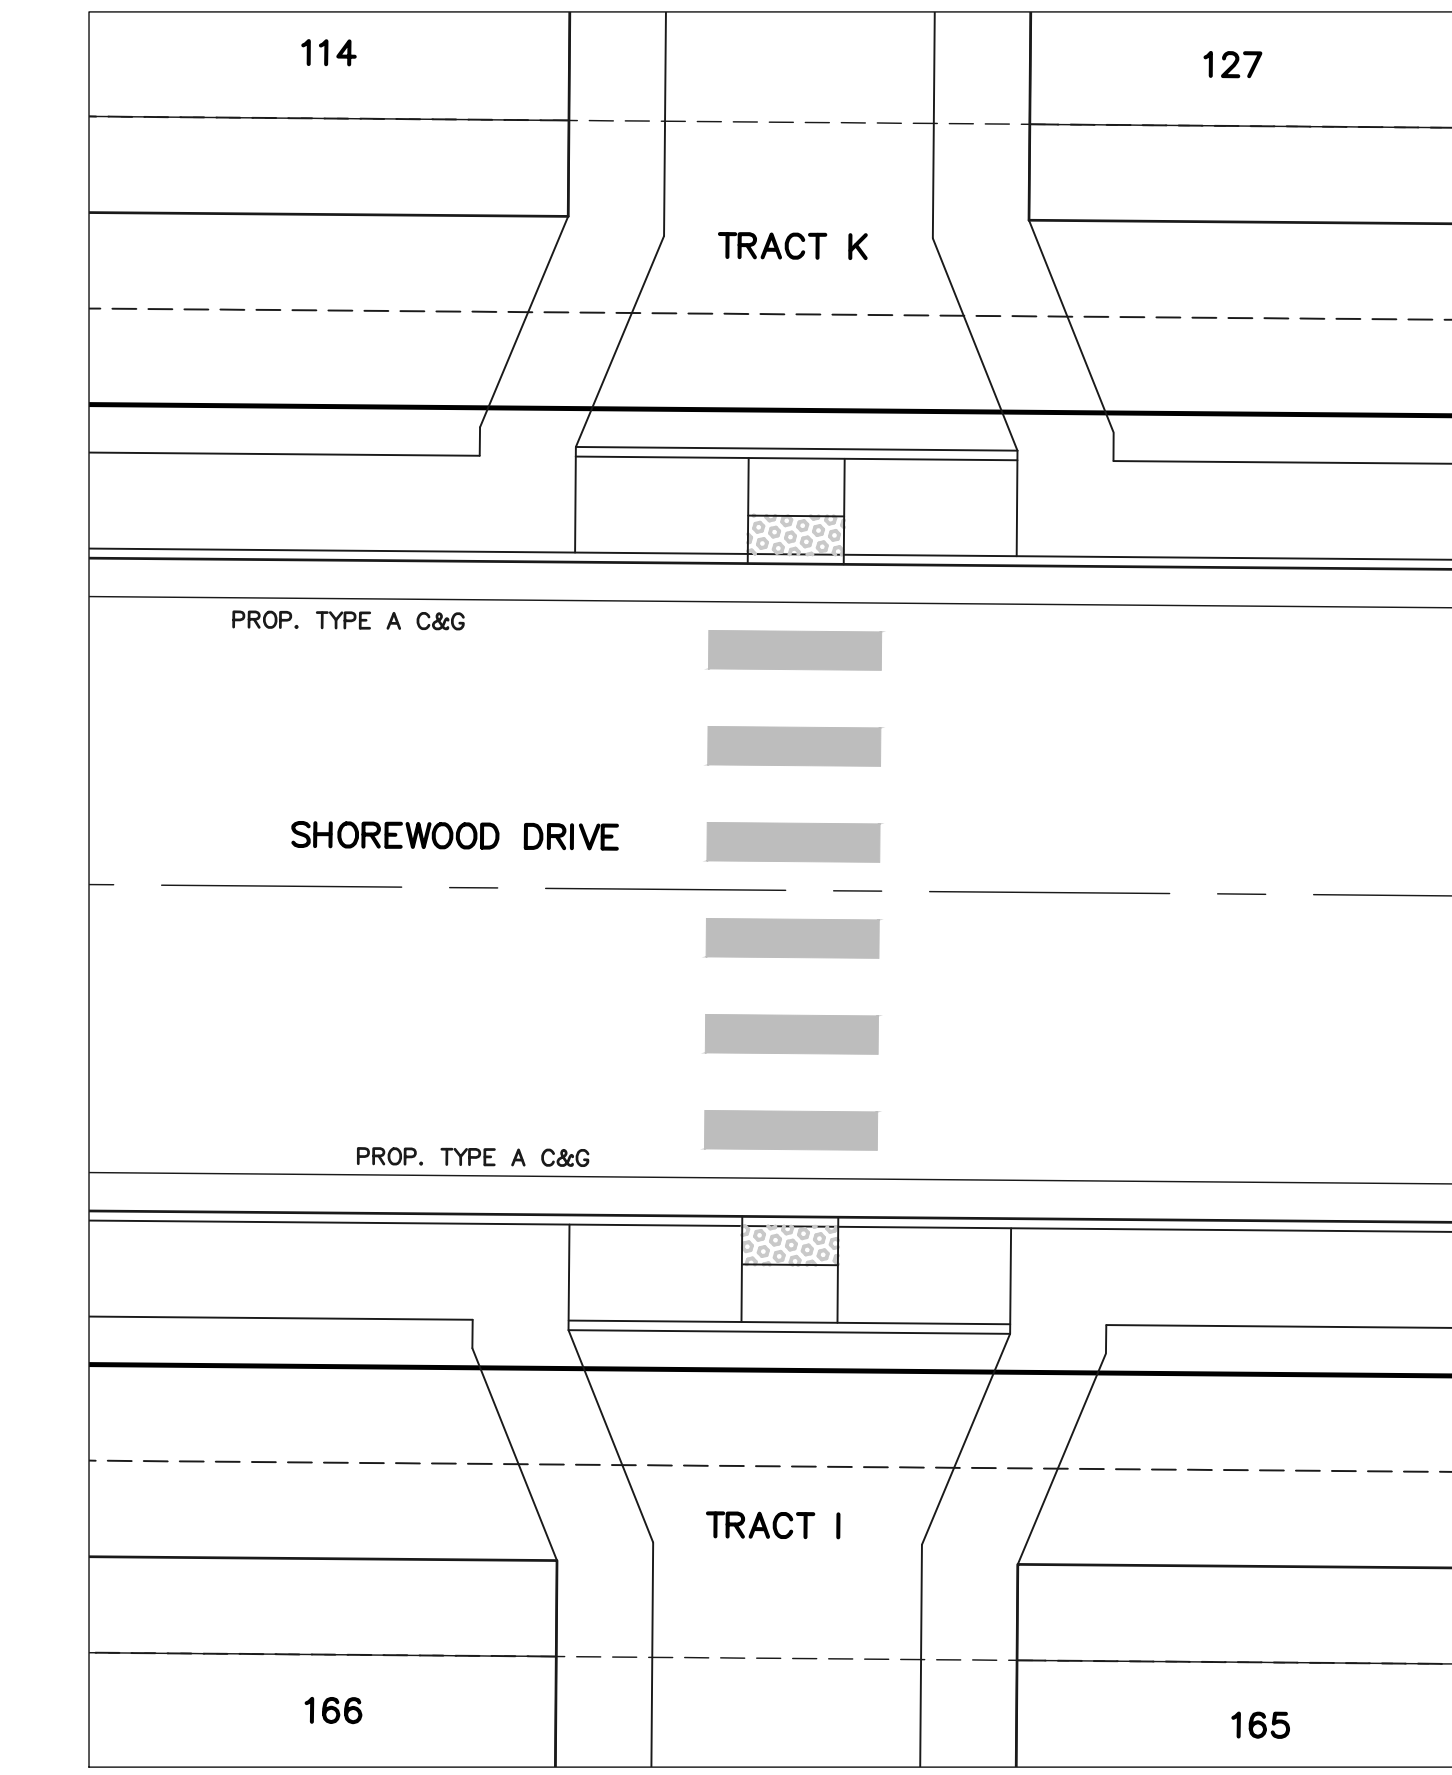 114
127
TRACT K
PROP. TYPE A C&G
SHOREWOOD DRIVE
PROP. TYPE A C&G
TRACT I
166
165